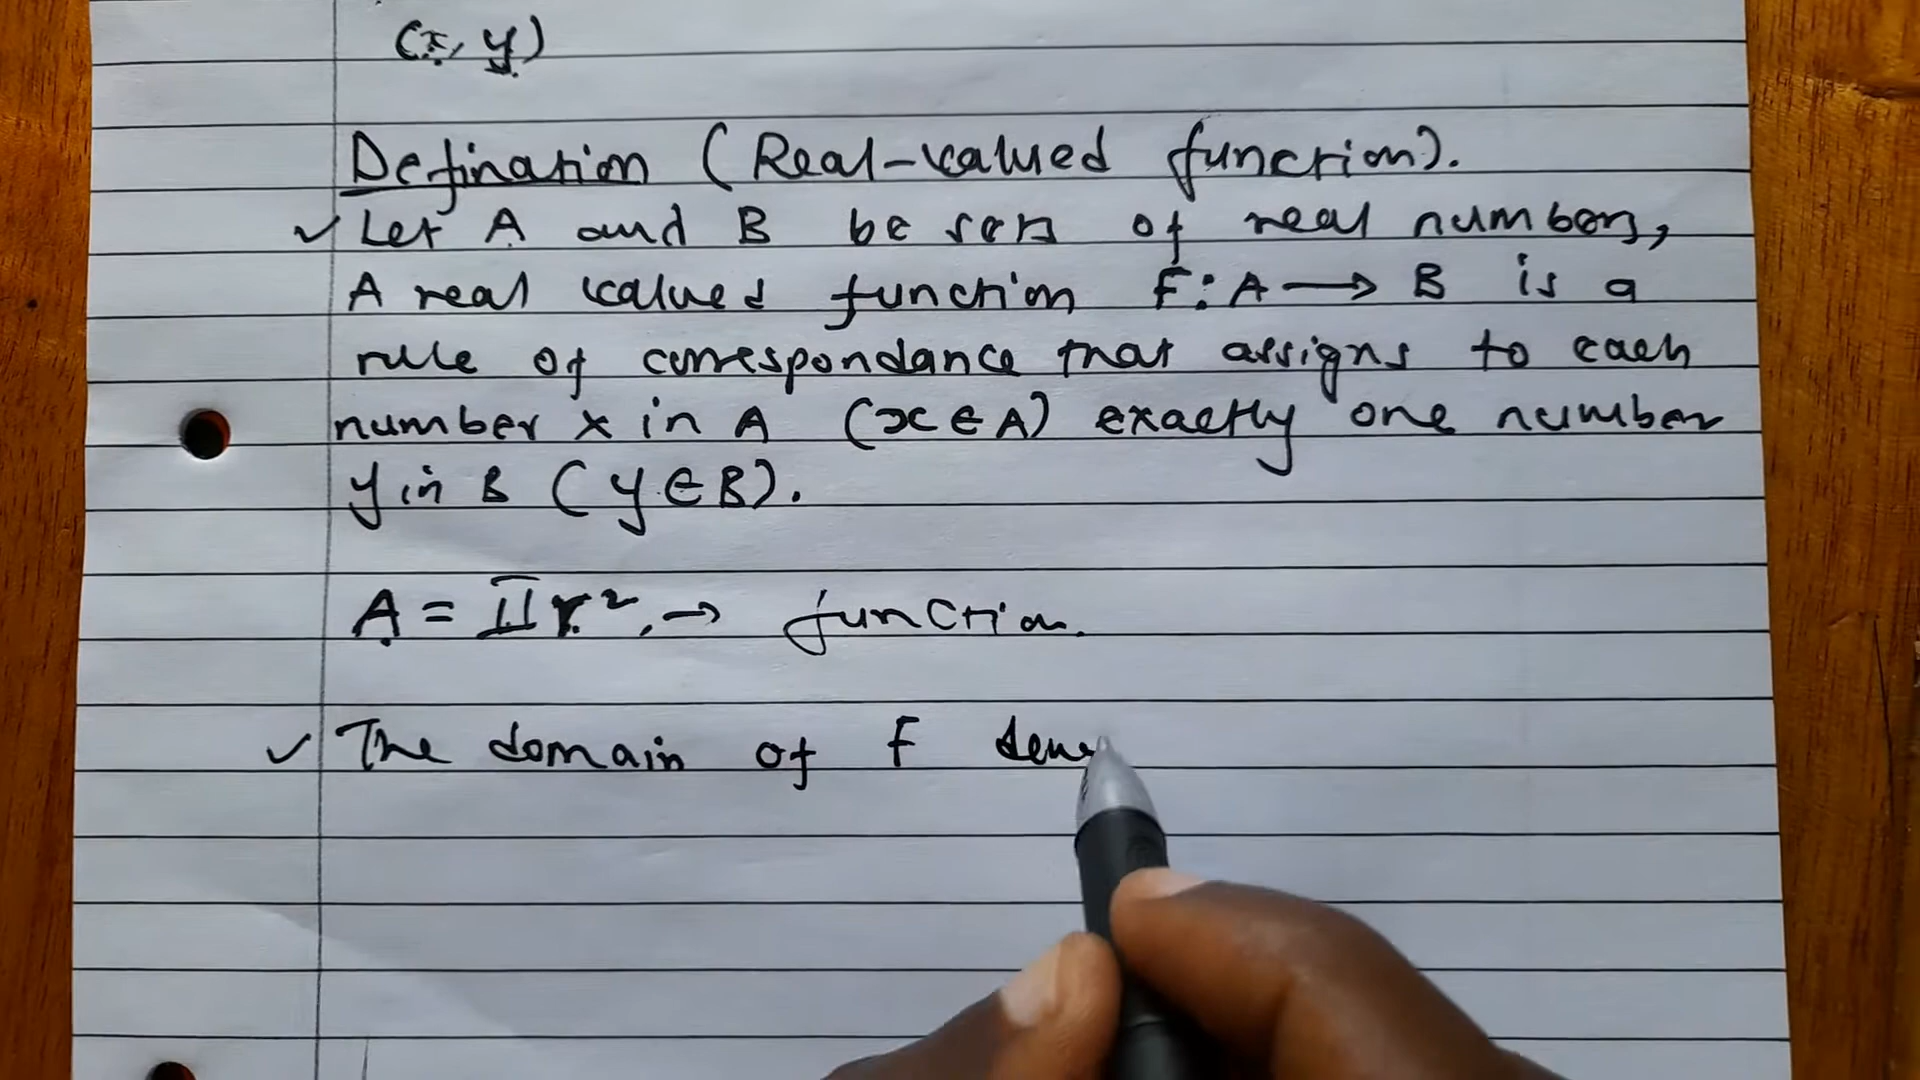 (x, y)
Defination (Real-valued function).
✓ Let A and B be sets of real numbers,
A real valued function F: A → B is a
rule of correspondance that assigns to each
number x in A (x ∈ A) exactly one number
y in B (y ∈ B).
A = πr², → function.
✓ The domain of F deno